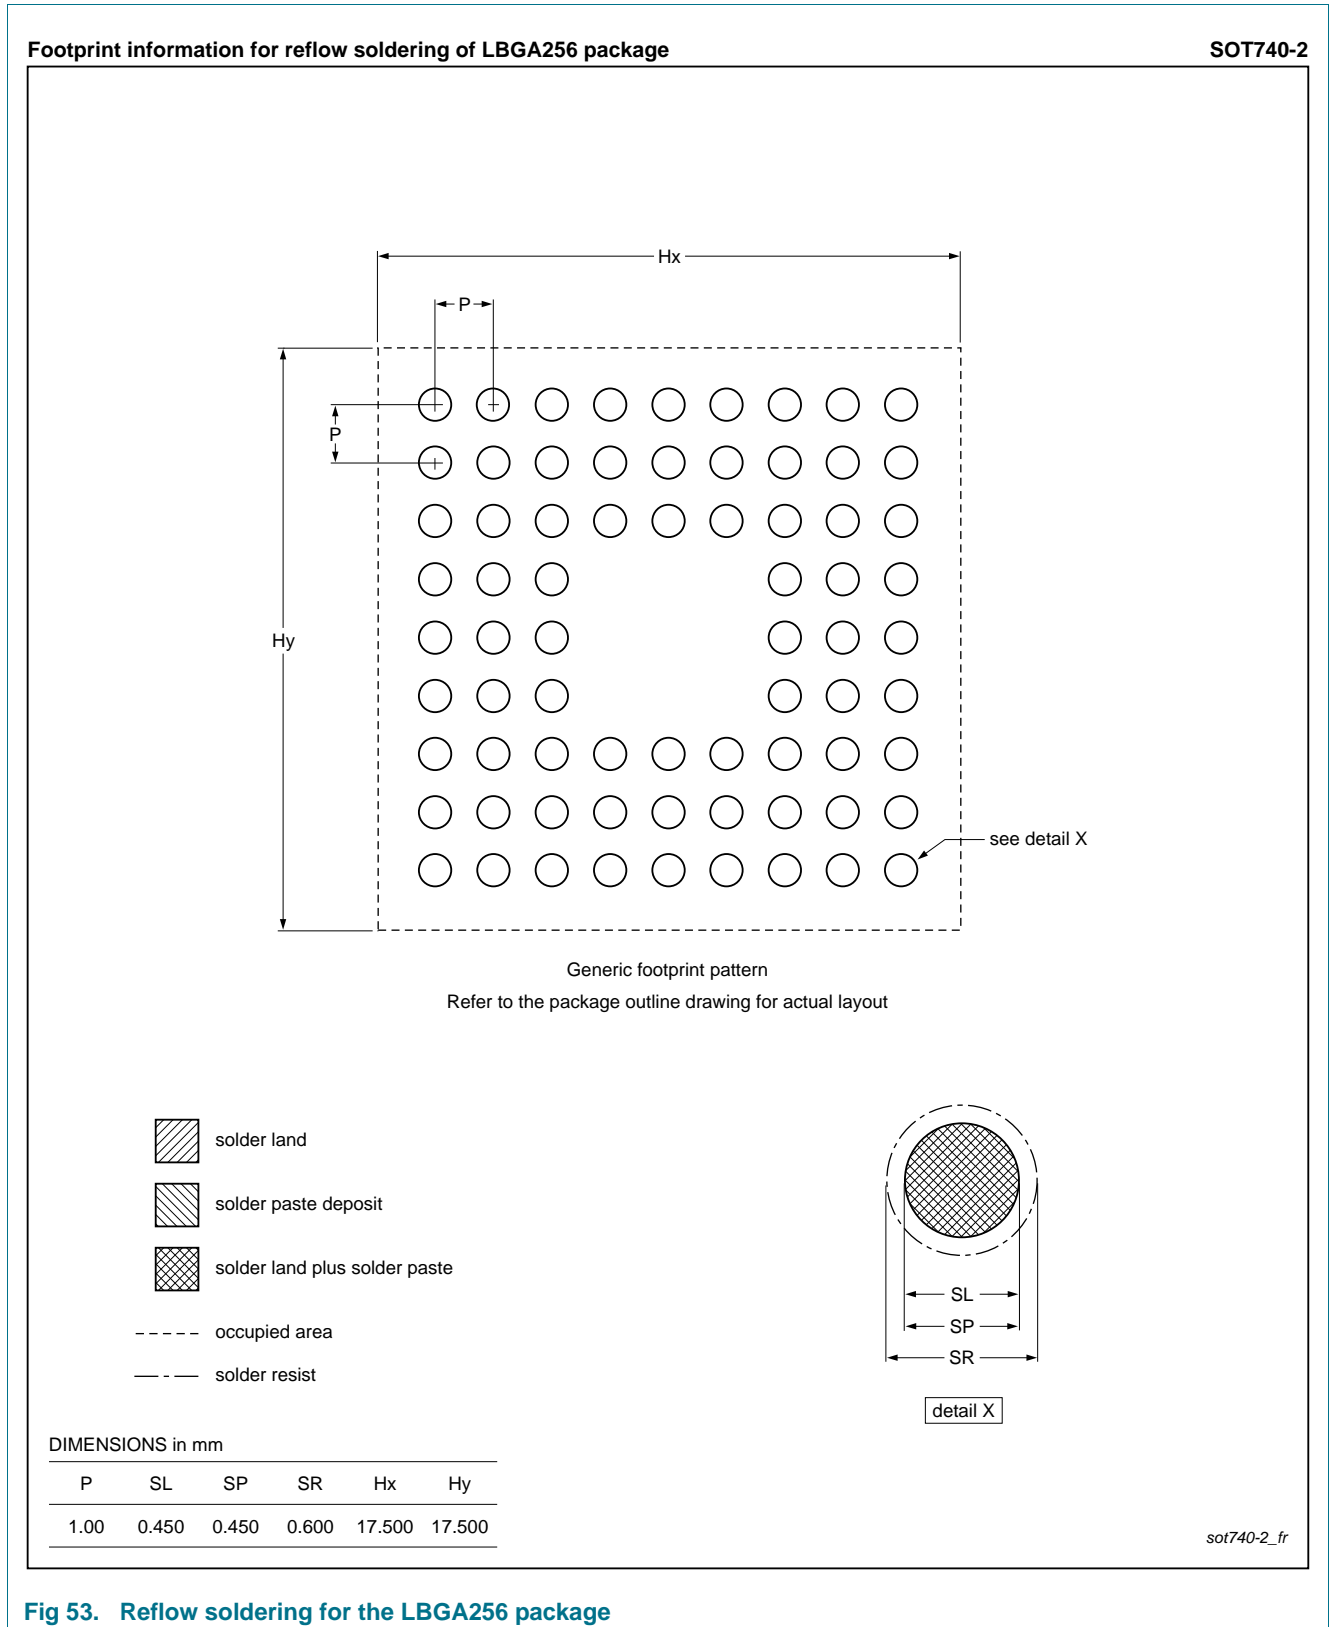 Footprint information for reflow soldering of LBGA256 package SOT740-2
Hx
P
P
Hy
see detail X
Generic footprint pattern
Refer to the package outline drawing for actual layout
solder land
solder paste deposit
solder land plus solder paste
occupied area
solder resist
SL
SP
SR
detail X
DIMENSIONS in mm
P SL SP SR Hx Hy
1.00 0.450 0.450 0.600 17.500 17.500
sot740-2_fr
Fig 53. Reflow soldering for the LBGA256 package